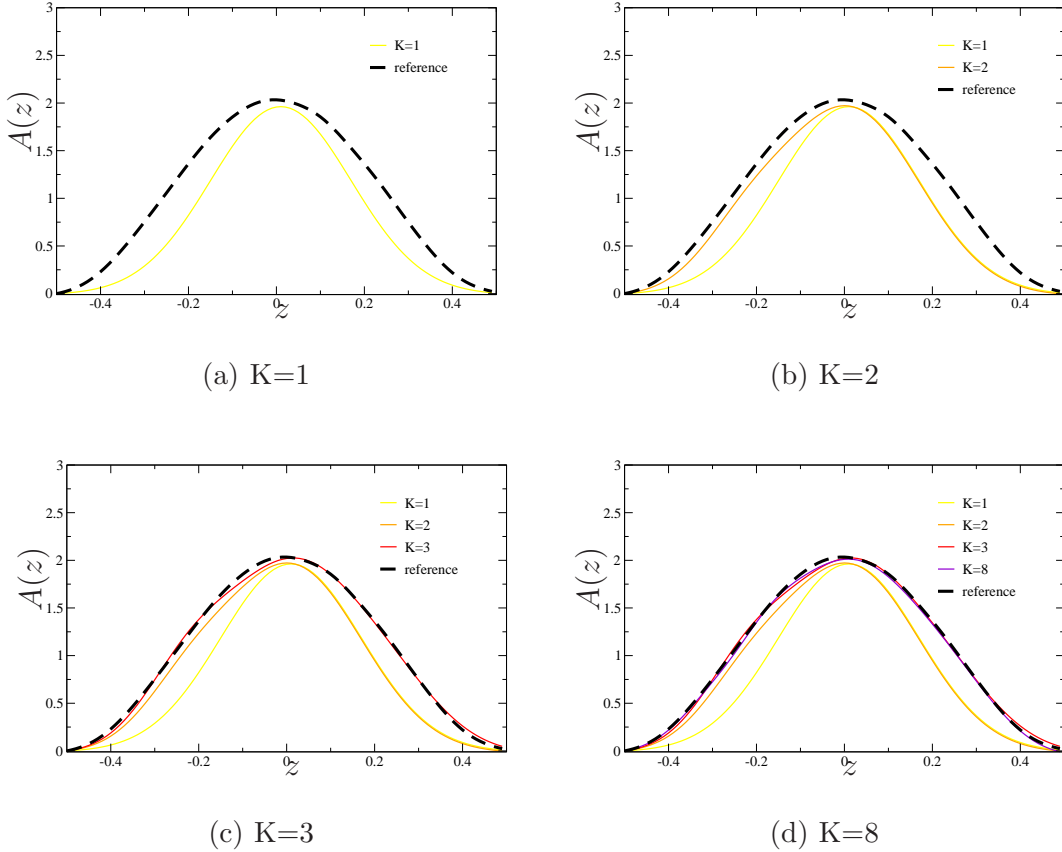 3
2.5
2
1.5
1
0.5
0
A(z)
K=1
reference
-0.4
-0.2
0
0.2
0.4
z
(a) K=1
3
2.5
2
1.5
1
0.5
0
A(z)
K=1
K=2
reference
-0.4
-0.2
0
0.2
0.4
z
(b) K=2
3
2.5
2
1.5
1
0.5
0
A(z)
K=1
K=2
K=3
reference
-0.4
-0.2
0
0.2
0.4
z
(c) K=3
3
2.5
2
1.5
1
0.5
0
A(z)
K=1
K=2
K=3
K=8
reference
-0.4
-0.2
0
0.2
0.4
z
(d) K=8